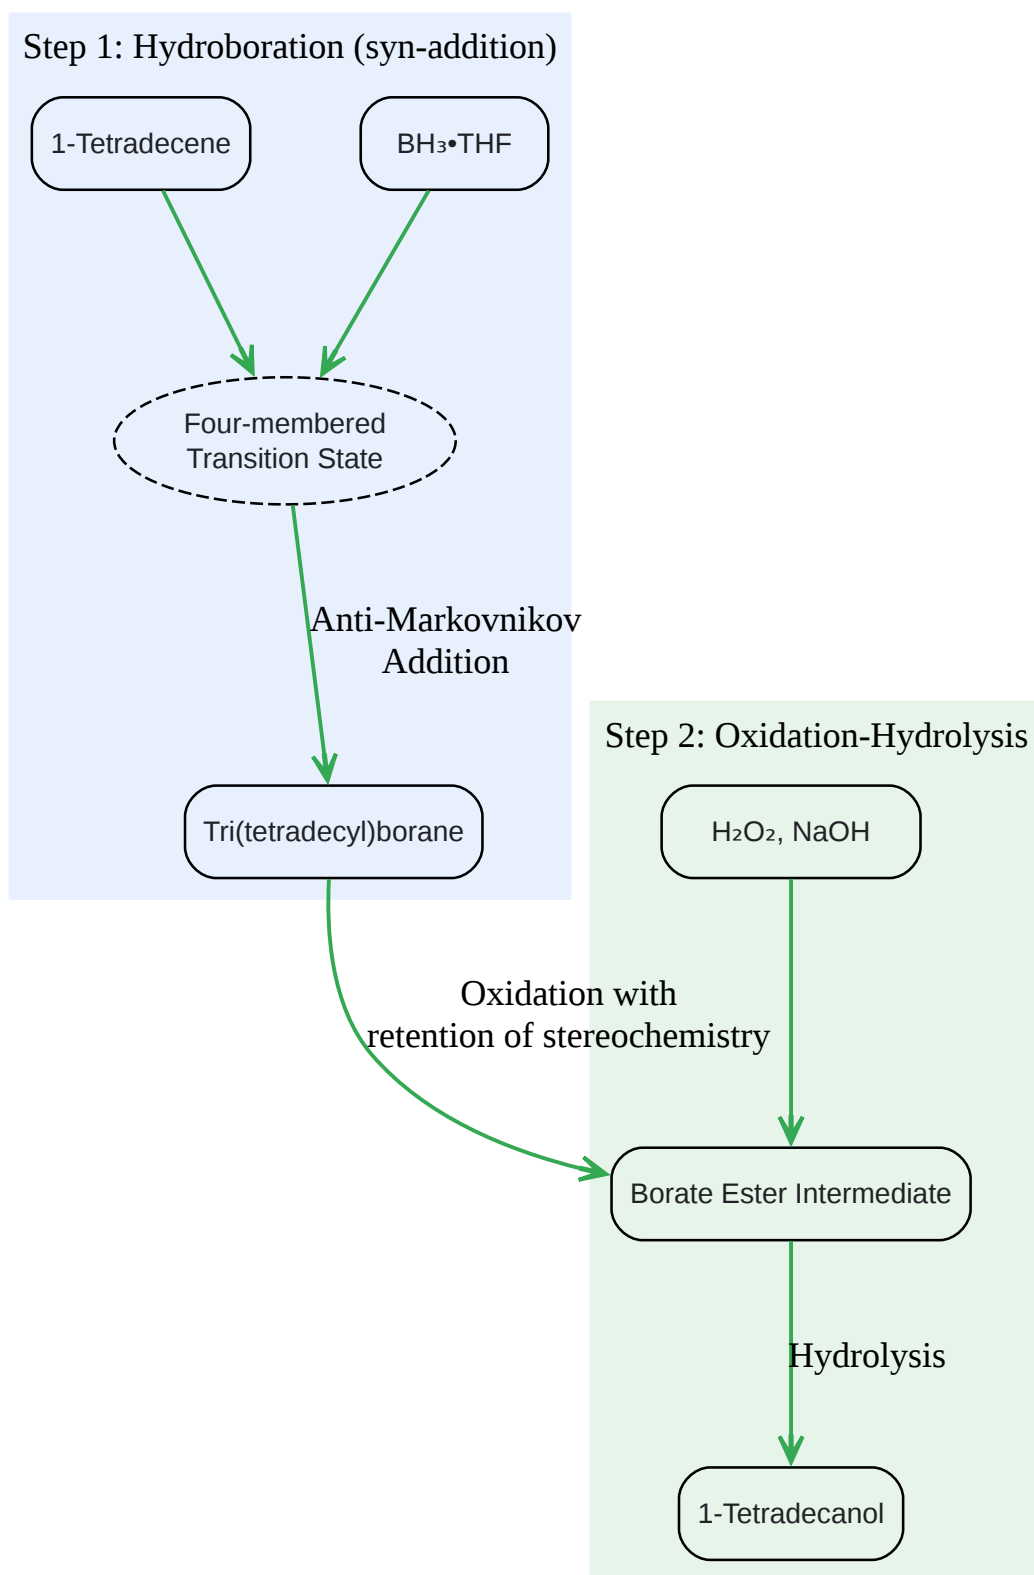 Step 1: Hydroboration (syn-addition)
1-Tetradecene
BH₃•THF
Four-membered
Transition State
Anti-Markovnikov
Addition
Tri(tetradecyl)borane
Step 2: Oxidation-Hydrolysis
H₂O₂, NaOH
Oxidation with
retention of stereochemistry
Borate Ester Intermediate
Hydrolysis
1-Tetradecanol